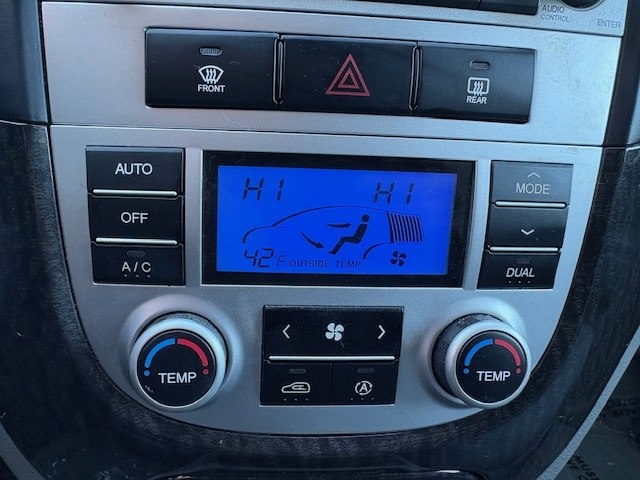 AUDIO
CONTROL
ENTER
FRONT
REAR
AUTO
OFF
A/C
HI HI
42°F OUTSIDE TEMP
MODE
DUAL
TEMP
A
TEMP